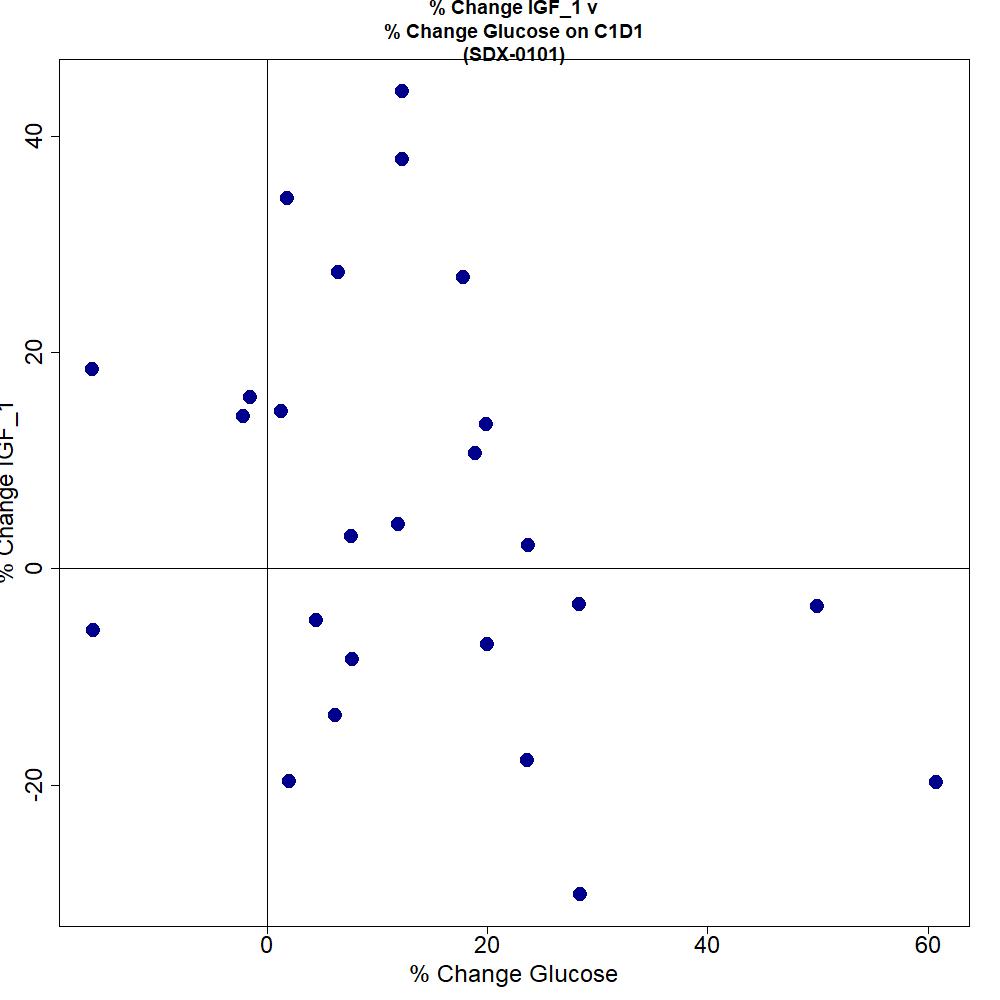 % Change IGF_1 v
% Change Glucose on C1D1
(SDX-0101)
40
20
0
-20
% Change IGF_1
0
20
40
60
% Change Glucose